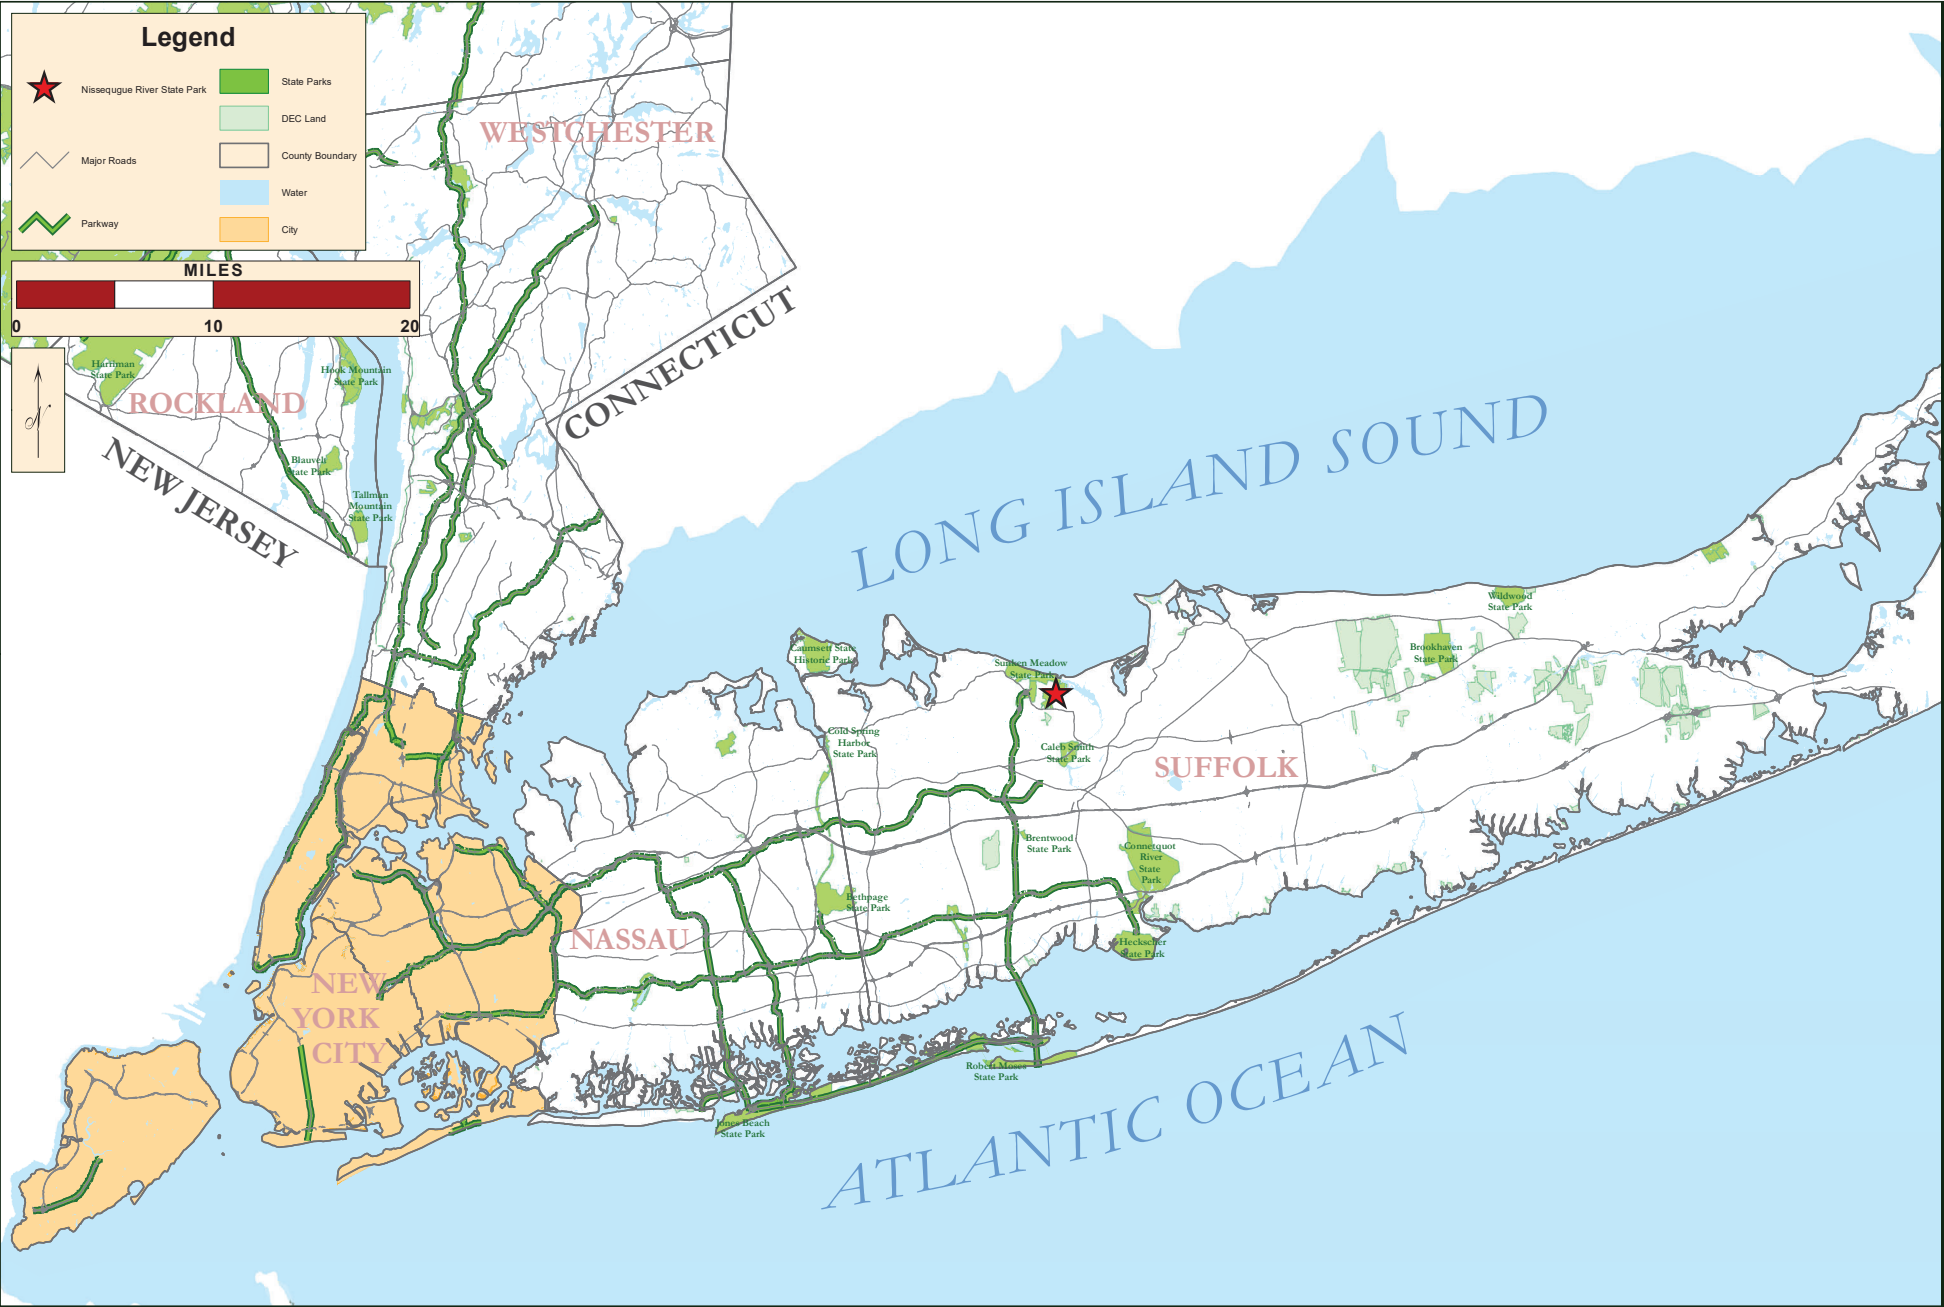 Legend
Nissequgue River State Park
Major Roads
Parkway
State Parks
DEC Land
County Boundary
Water
City
MILES
0 10 20
N
WESTCHESTER
CONNECTICUT
Harriman
State Park
Hook Mountain
State Park
ROCKLAND
Blauvelt
State Park
Tallman
Mountain
State Park
NEW JERSEY
LONG ISLAND SOUND
Wildwood
State Park
Brookhaven
State Park
Caumsett State
Historic Park
Sunken Meadow
State Park
Cold Spring
Harbor
State Park
Caleb Smith
State Park
SUFFOLK
Brentwood
State Park
Connetquot
River
State
Park
Bethpage
State Park
NASSAU
Heckscher
State Park
NEW
YORK
CITY
Robert Moses
State Park
Jones Beach
State Park
ATLANTIC OCEAN